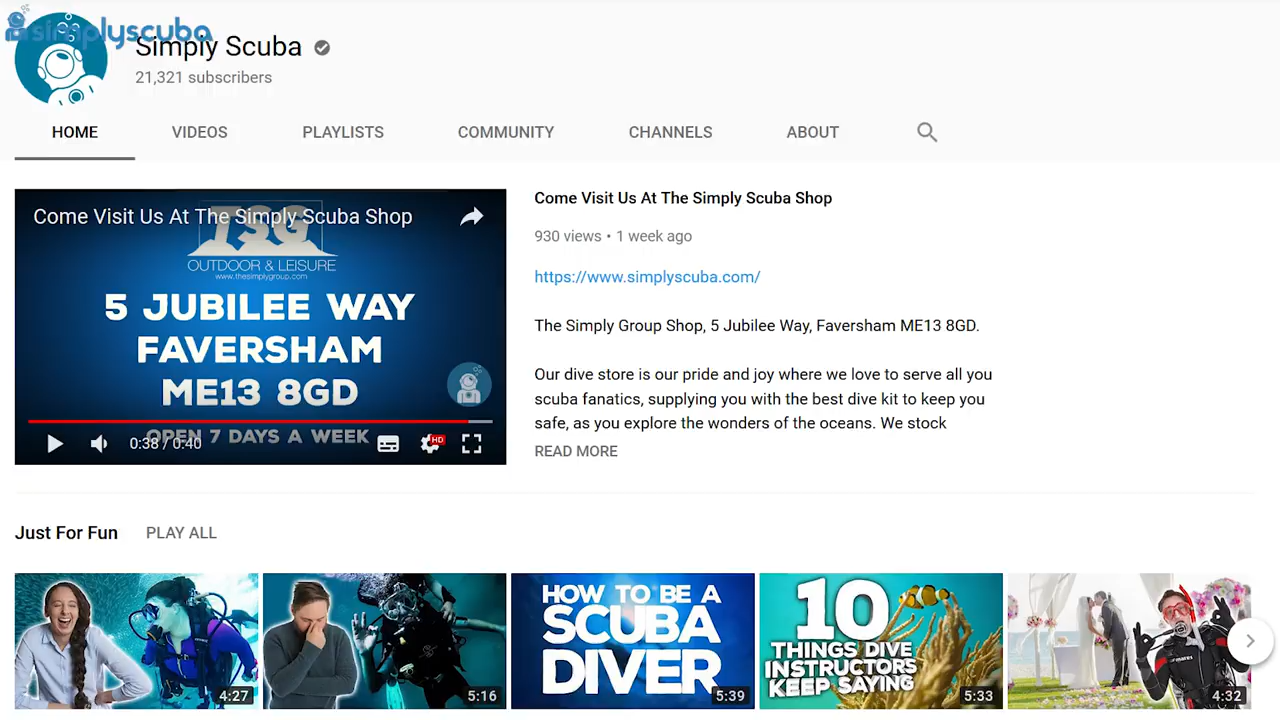 simplyscuba
Simply Scuba
21,321 subscribers
HOME VIDEOS PLAYLISTS COMMUNITY CHANNELS ABOUT
Come Visit Us At The Simply Scuba Shop
TSG
OUTDOOR & LEISURE
www.thesimplygroup.com
5 JUBILEE WAY
FAVERSHAM
ME13 8GD
OPEN 7 DAYS A WEEK
0:38 / 0:40
HD
Come Visit Us At The Simply Scuba Shop
930 views • 1 week ago
https://www.simplyscuba.com/
The Simply Group Shop, 5 Jubilee Way, Faversham ME13 8GD.
Our dive store is our pride and joy where we love to serve all you
scuba fanatics, supplying you with the best dive kit to keep you
safe, as you explore the wonders of the oceans. We stock
READ MORE
Just For Fun PLAY ALL
4:27
5:16
HOW TO BE A
SCUBA
DIVER
5:39
10
THINGS DIVE
INSTRUCTORS
KEEP SAYING
5:33
4:32